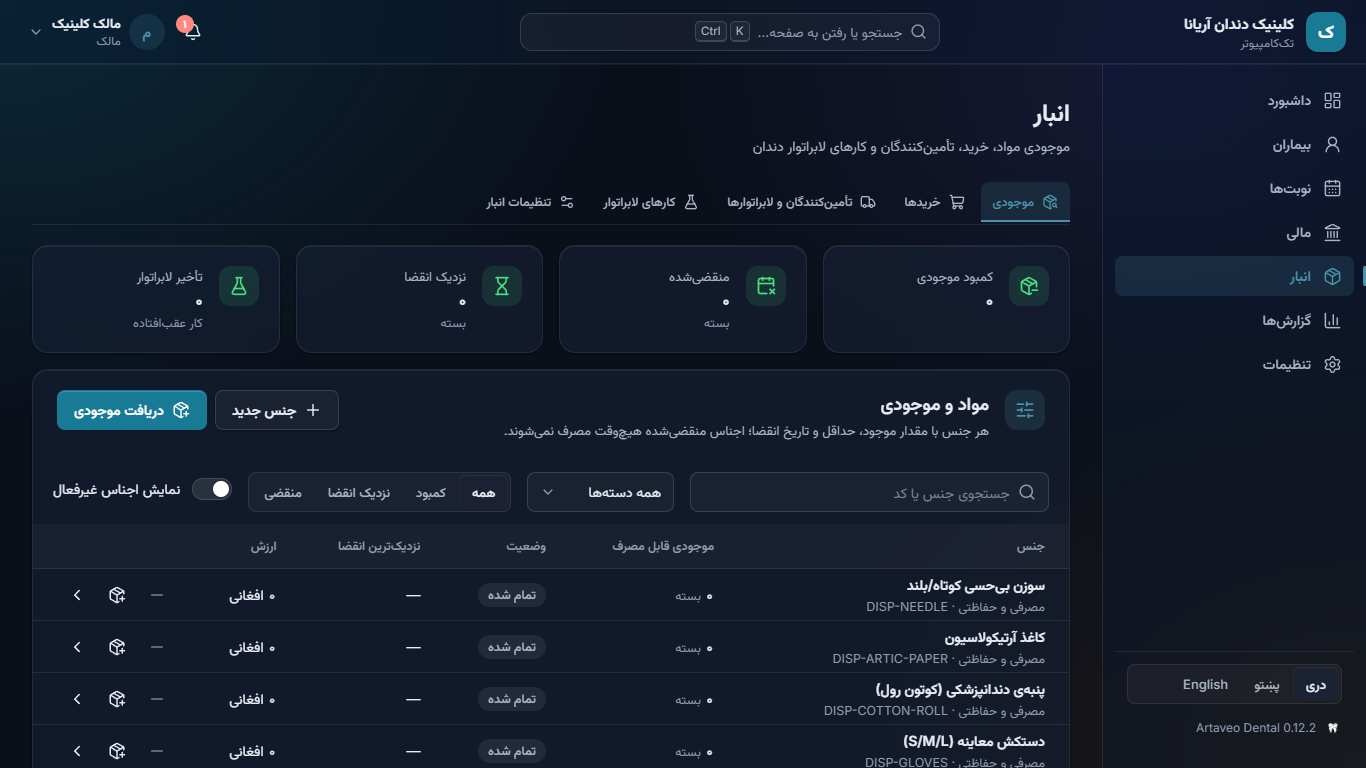 کلینیک دندان آریانا
تک‌کامپیوتر
جستجو یا رفتن به صفحه... Ctrl K
۱
م
مالک کلینیک
مالک
ک
داشبورد
بیماران
نوبت‌ها
مالی
انبار
گزارش‌ها
تنظیمات
دری پښتو English
Artaveo Dental 0.12.2
انبار
موجودی مواد، خرید، تأمین‌کنندگان و کارهای لابراتوار دندان
موجودی خریدها تأمین‌کنندگان و لابراتوارها کارهای لابراتوار تنظیمات انبار
کمبود موجودی
۰
منقضی‌شده
۰
بسته
نزدیک انقضا
۰
بسته
تأخیر لابراتوار
۰
کار عقب‌افتاده
مواد و موجودی
هر جنس با مقدار موجود، حداقل و تاریخ انقضا؛ اجناس منقضی‌شده هیچ‌وقت مصرف نمی‌شوند.
جنس جدید دریافت موجودی
جستجوی جنس یا کد همه دسته‌ها همه کمبود نزدیک انقضا منقضی نمایش اجناس غیرفعال
جنس موجودی قابل مصرف وضعیت نزدیک‌ترین انقضا ارزش
سوزن بی‌حسی کوتاه/بلند
مصرفی و حفاظتی · DISP-NEEDLE
۰ بسته تمام شده — ۰ افغانی —
کاغذ آرتیکولاسیون
مصرفی و حفاظتی · DISP-ARTIC-PAPER
۰ بسته تمام شده — ۰ افغانی —
پنبه‌ی دندانپزشکی (کوتون رول)
مصرفی و حفاظتی · DISP-COTTON-ROLL
۰ بسته تمام شده — ۰ افغانی —
دستکش معاینه (S/M/L)
مصرفی و حفاظتی · DISP-GLOVES
۰ بسته تمام شده — ۰ افغانی —